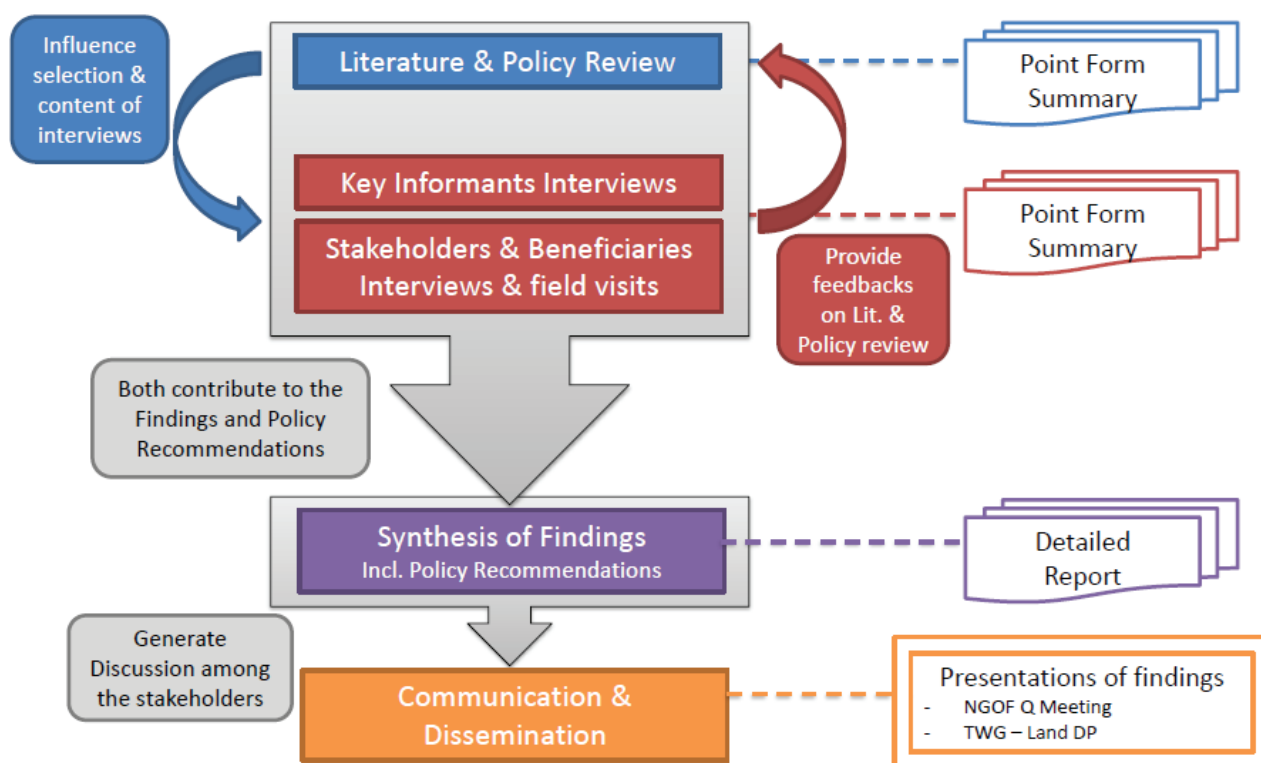 Influence
selection &
content of
interviews
Literature & Policy Review
Point Form
Summary
Key Informants Interviews
Stakeholders & Beneficiaries
Interviews & field visits
Point Form
Summary
Provide
feedbacks
on Lit. &
Policy review
Both contribute to the
Findings and Policy
Recommendations
Synthesis of Findings
Incl. Policy Recommendations
Detailed
Report
Generate
Discussion among
the stakeholders
Communication &
Dissemination
Presentations of findings
- NGOF Q Meeting
- TWG – Land DP